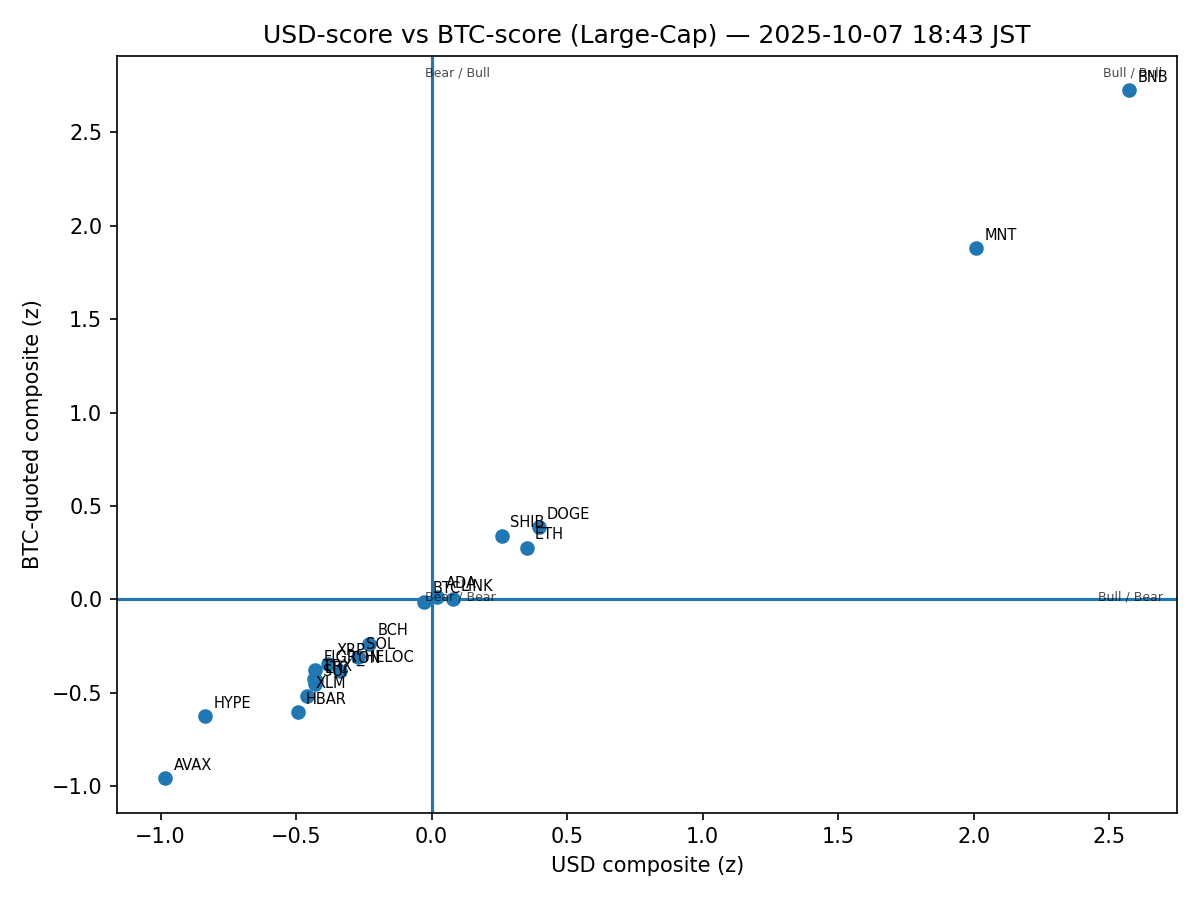 USD-score vs BTC-score (Large-Cap) — 2025-10-07 18:43 JST
Bear / Bull
Bull / Bull
BNB
MNT
DOGE
SHIB
ETH
ADA
BTC
LINK
Bear / Bear
Bull / Bear
BCH
SOL
XRP
TON
HYPE
XLM
HBAR
AVAX
2.5
2.0
1.5
1.0
0.5
0.0
−0.5
−1.0
BTC-quoted composite (z)
−1.0
−0.5
0.0
0.5
1.0
1.5
2.0
2.5
USD composite (z)